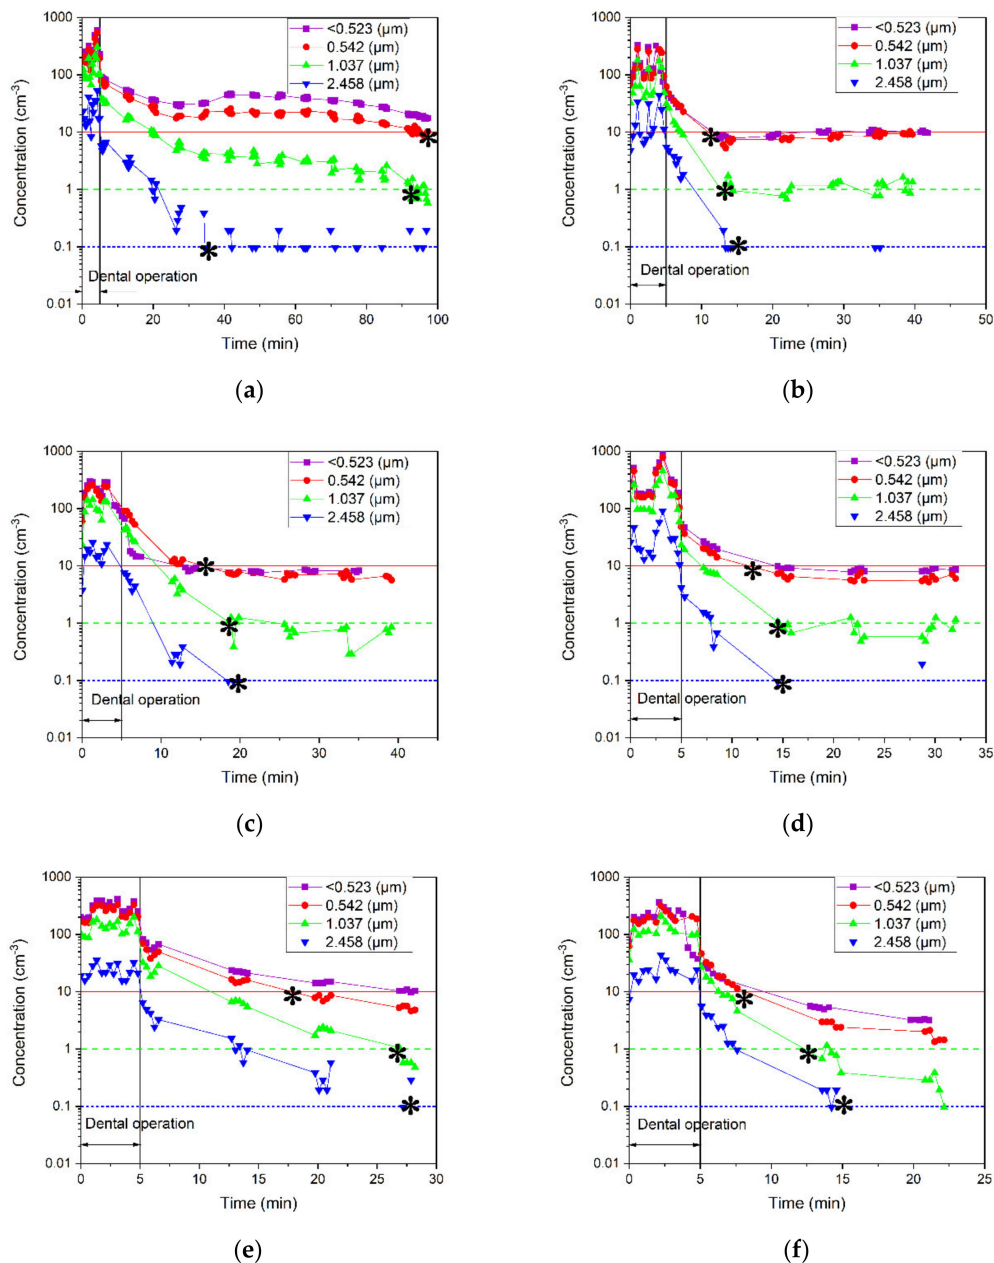 1000
100
10
1
0.1
0.01
Concentration (cm⁻³)
<0.523 (μm)
0.542 (μm)
1.037 (μm)
2.458 (μm)
Dental operation
0 20 40 60 80 100
Time (min)
(a)
1000
100
10
1
0.1
0.01
Concentration (cm⁻³)
<0.523 (μm)
0.542 (μm)
1.037 (μm)
2.458 (μm)
Dental operation
0 10 20 30 40 50
Time (min)
(b)
1000
100
10
1
0.1
0.01
Concentration (cm⁻³)
<0.523 (μm)
0.542 (μm)
1.037 (μm)
2.458 (μm)
Dental operation
0 10 20 30 40
Time (min)
(c)
1000
100
10
1
0.1
0.01
Concentration (cm⁻³)
<0.523 (μm)
0.542 (μm)
1.037 (μm)
2.458 (μm)
Dental operation
0 5 10 15 20 25 30 35
Time (min)
(d)
1000
100
10
1
0.1
0.01
Concentration (cm⁻³)
<0.523 (μm)
0.542 (μm)
1.037 (μm)
2.458 (μm)
Dental operation
0 5 10 15 20 25 30
Time (min)
(e)
1000
100
10
1
0.1
0.01
Concentration (cm⁻³)
<0.523 (μm)
0.542 (μm)
1.037 (μm)
2.458 (μm)
Dental operation
0 5 10 15 20 25
Time (min)
(f)